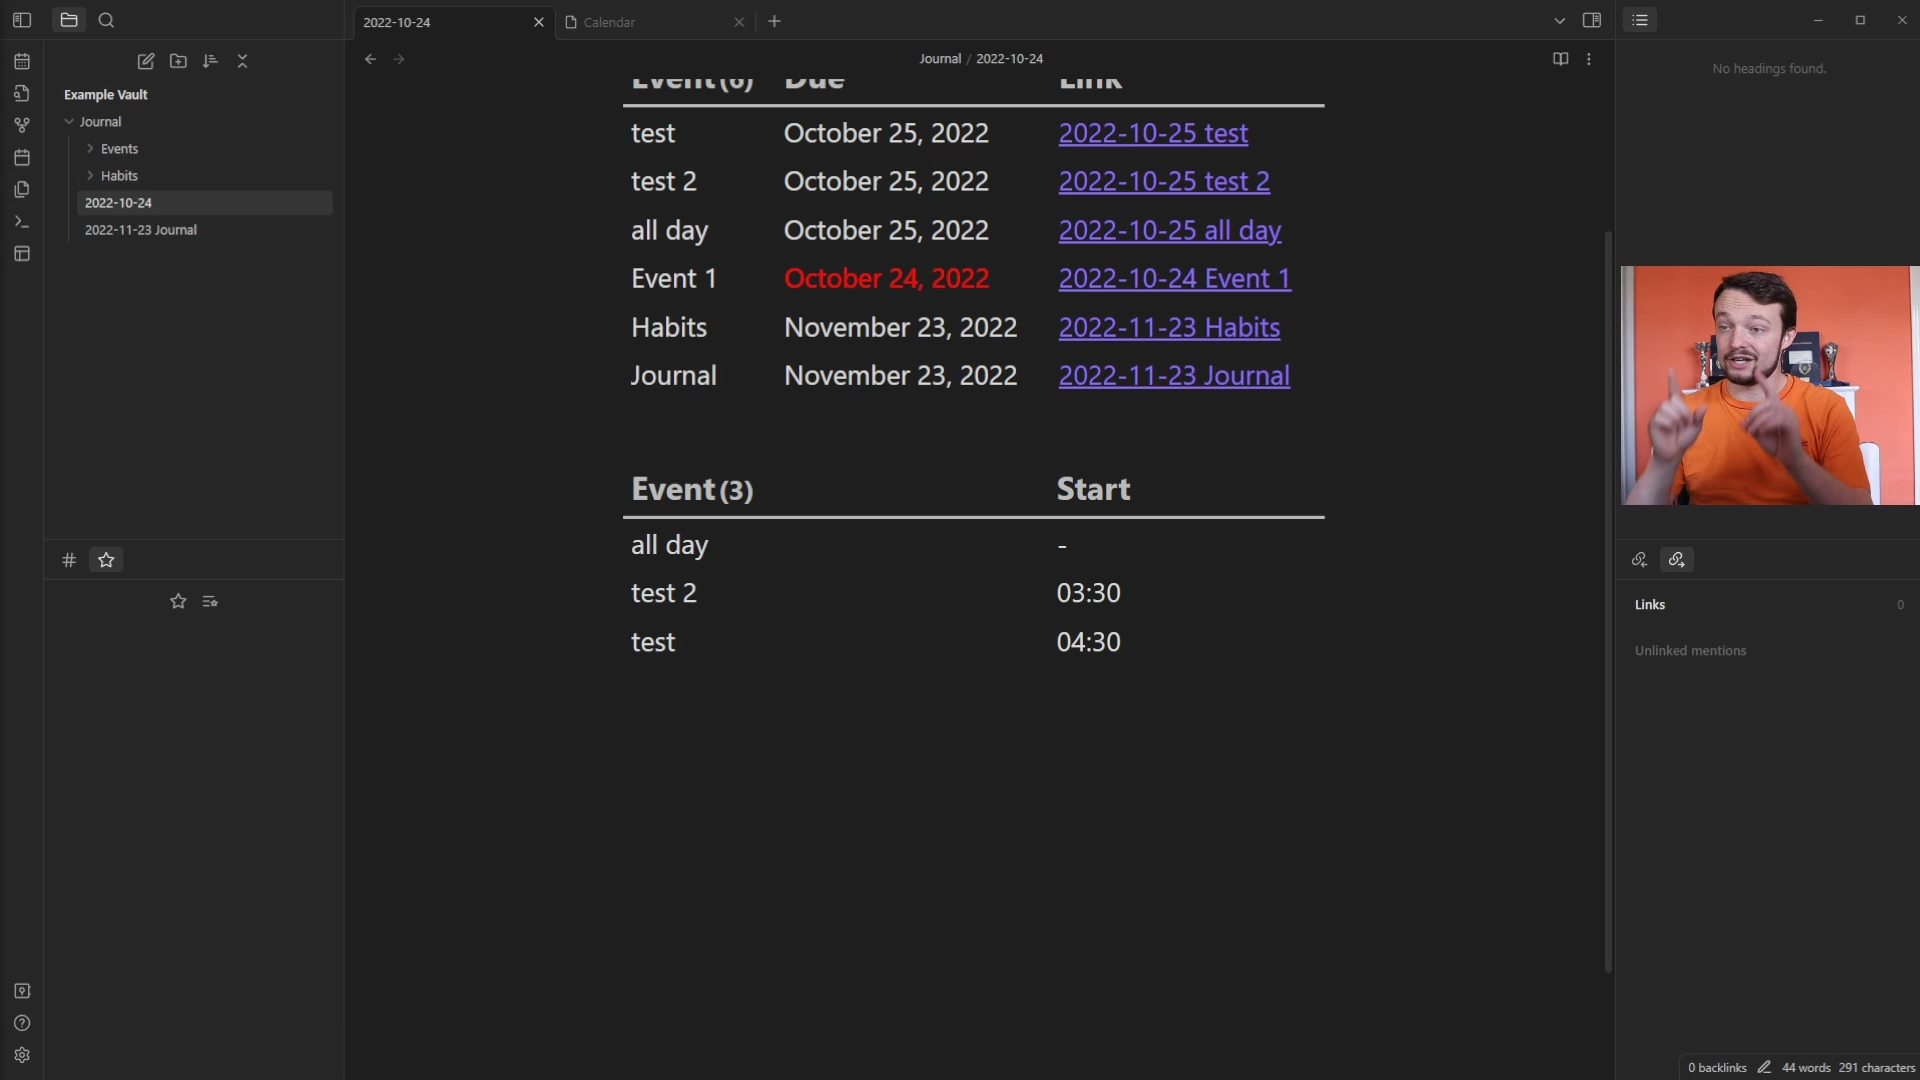 2022-10-24
Calendar
Journal / 2022-10-24
No headings found.
Example Vault
Journal
Events
Habits
2022-10-24
2022-11-23 Journal
Event (6) Due Link
test October 25, 2022 2022-10-25 test
test 2 October 25, 2022 2022-10-25 test 2
all day October 25, 2022 2022-10-25 all day
Event 1 October 24, 2022 2022-10-24 Event 1
Habits November 23, 2022 2022-11-23 Habits
Journal November 23, 2022 2022-11-23 Journal
Event (3) Start
all day -
test 2 03:30
test 04:30
Links 0
Unlinked mentions
0 backlinks 44 words 291 characters